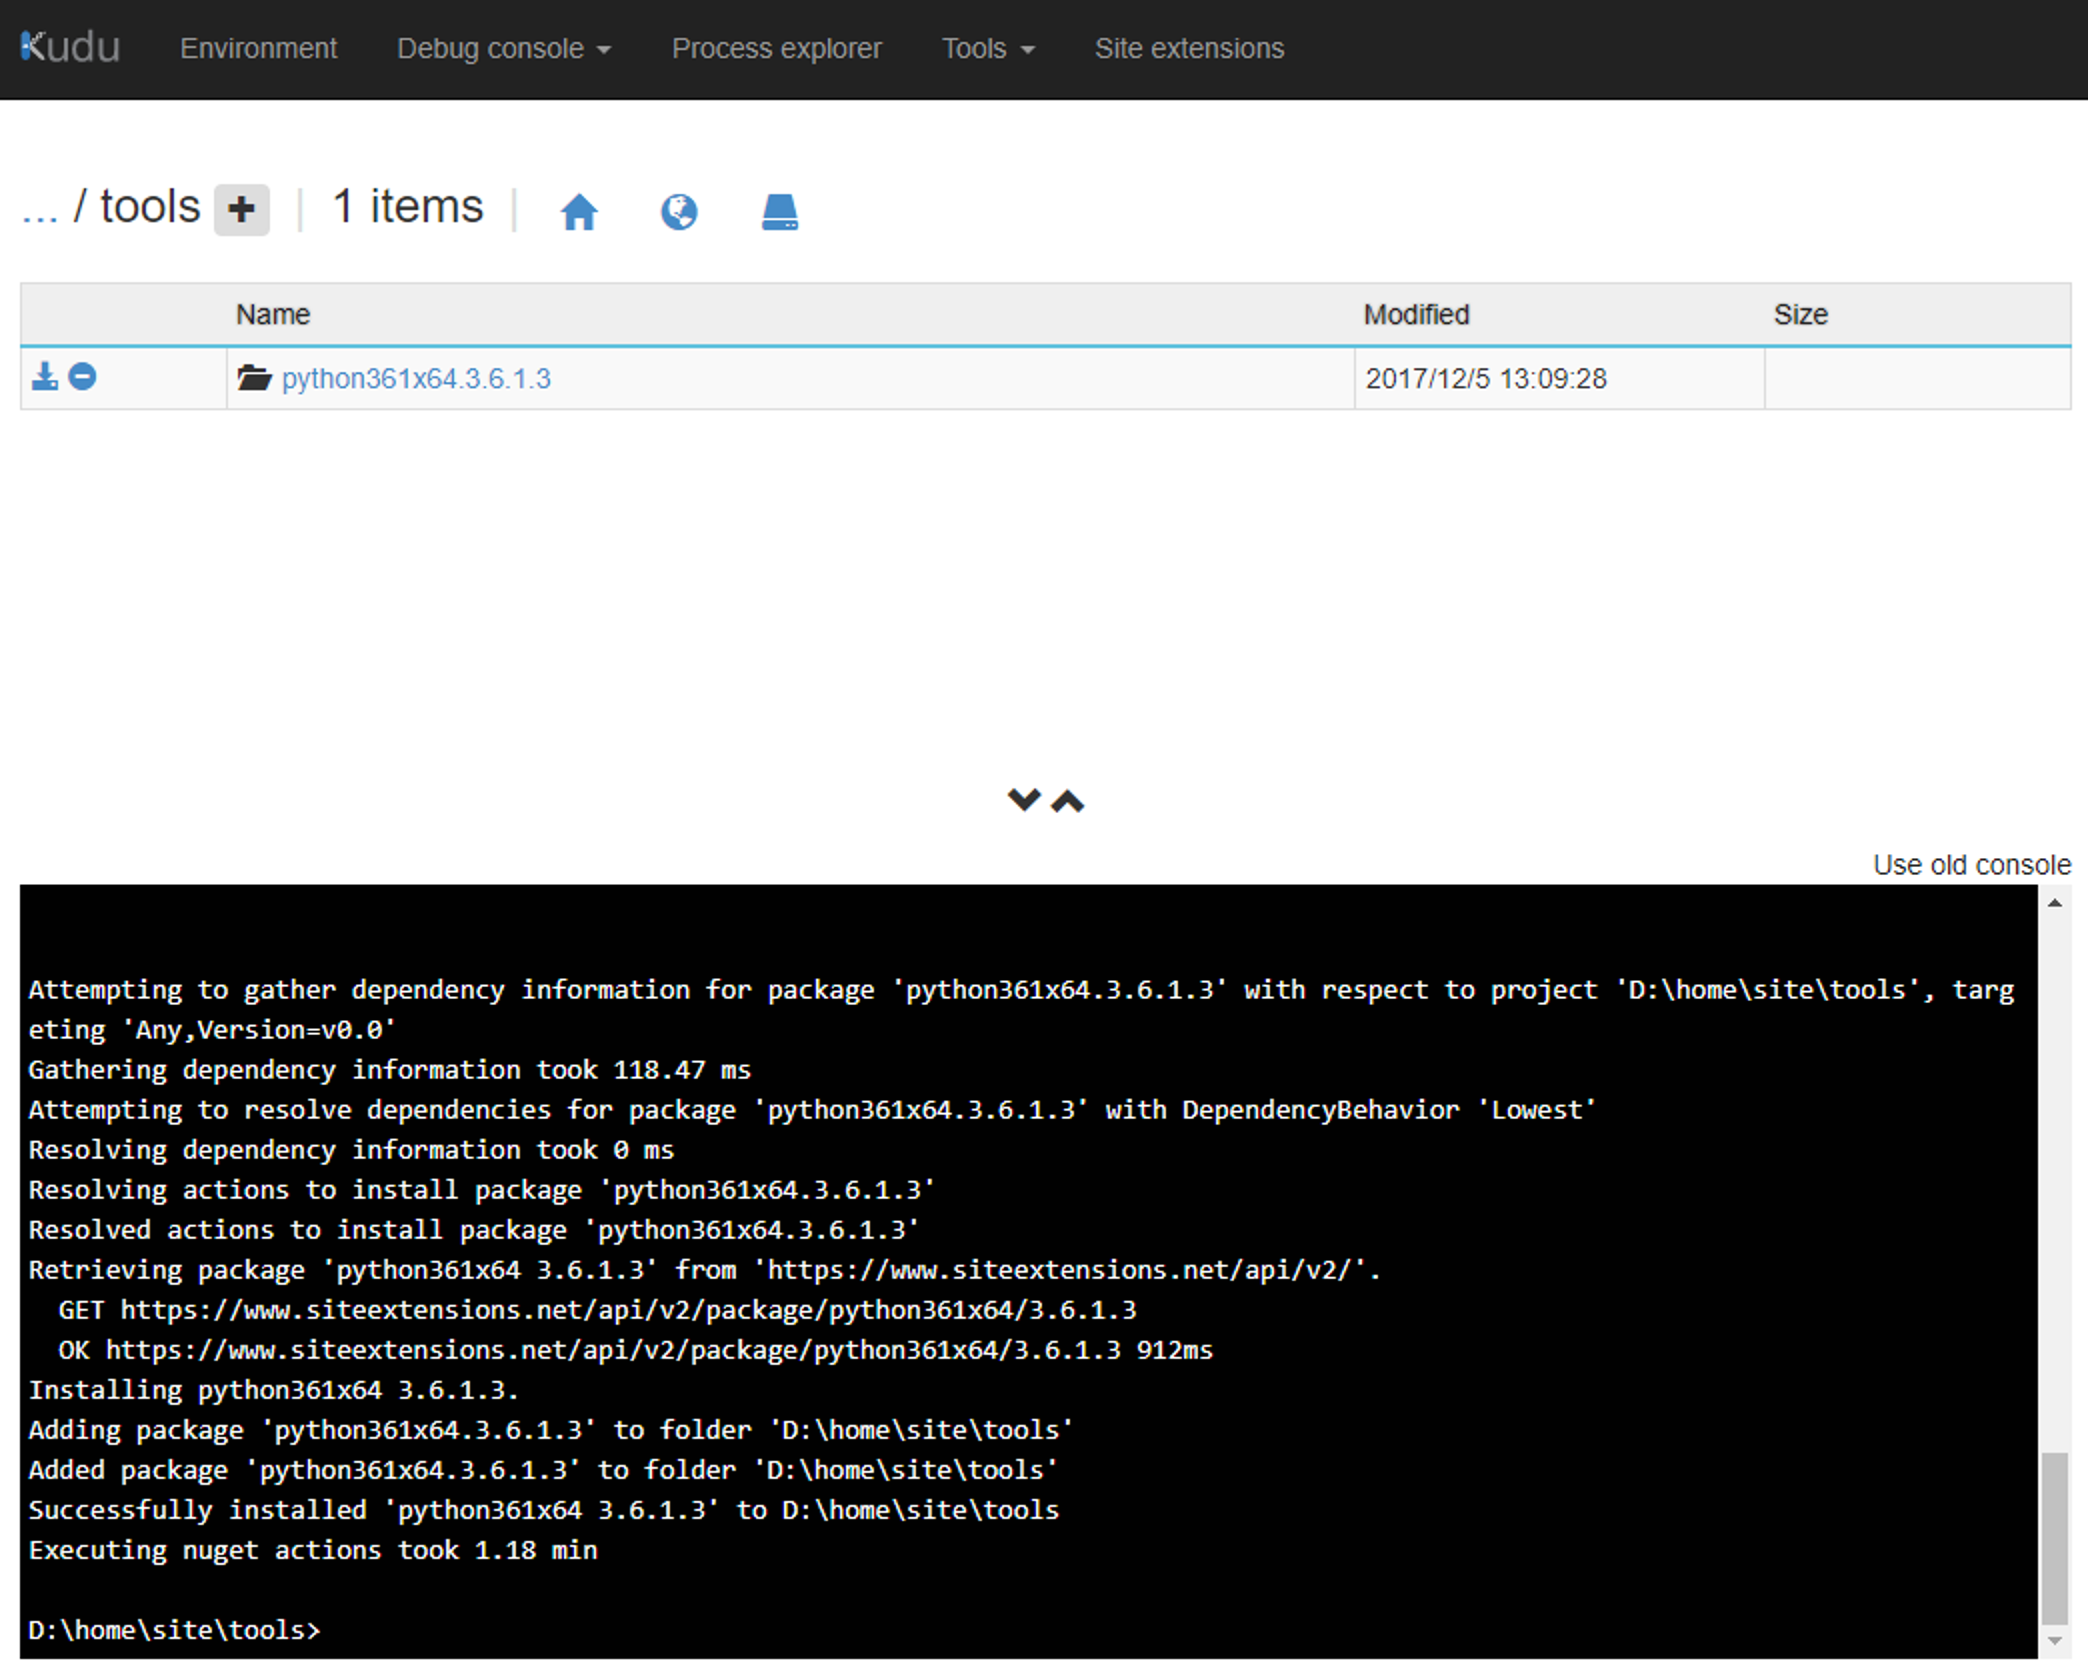 Kudu Environment Debug console Process explorer Tools Site extensions
... / tools | 1 items |
Name Modified Size
python361x64.3.6.1.3 2017/12/5 13:09:28
Use old console
Attempting to gather dependency information for package 'python361x64.3.6.1.3' with respect to project 'D:\home\site\tools', targ
eting 'Any,Version=v0.0'
Gathering dependency information took 118.47 ms
Attempting to resolve dependencies for package 'python361x64.3.6.1.3' with DependencyBehavior 'Lowest'
Resolving dependency information took 0 ms
Resolving actions to install package 'python361x64.3.6.1.3'
Resolved actions to install package 'python361x64.3.6.1.3'
Retrieving package 'python361x64 3.6.1.3' from 'https://www.siteextensions.net/api/v2/'.
GET https://www.siteextensions.net/api/v2/package/python361x64/3.6.1.3
OK https://www.siteextensions.net/api/v2/package/python361x64/3.6.1.3 912ms
Installing python361x64 3.6.1.3.
Adding package 'python361x64.3.6.1.3' to folder 'D:\home\site\tools'
Added package 'python361x64.3.6.1.3' to folder 'D:\home\site\tools'
Successfully installed 'python361x64 3.6.1.3' to D:\home\site\tools
Executing nuget actions took 1.18 min
D:\home\site\tools>